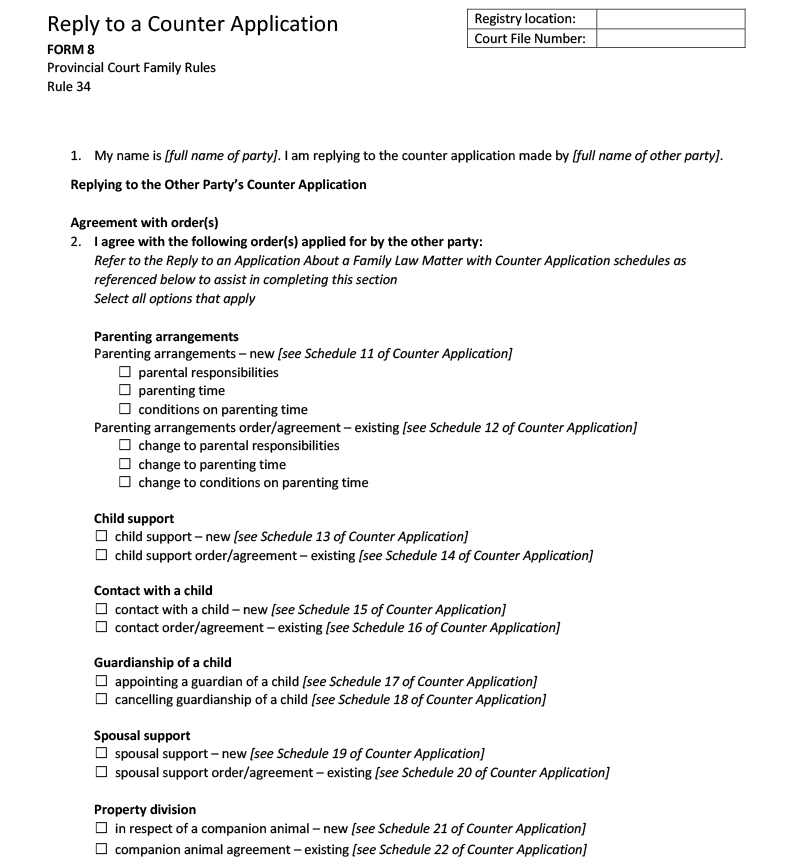 Reply to a Counter Application
FORM 8
Provincial Court Family Rules
Rule 34
Registry location:
Court File Number:
1. My name is [full name of party]. I am replying to the counter application made by [full name of other party].
Replying to the Other Party’s Counter Application
Agreement with order(s)
2. I agree with the following order(s) applied for by the other party:
Refer to the Reply to an Application About a Family Law Matter with Counter Application schedules as
referenced below to assist in completing this section
Select all options that apply
Parenting arrangements
Parenting arrangements – new [see Schedule 11 of Counter Application]
☐ parental responsibilities
☐ parenting time
☐ conditions on parenting time
Parenting arrangements order/agreement – existing [see Schedule 12 of Counter Application]
☐ change to parental responsibilities
☐ change to parenting time
☐ change to conditions on parenting time
Child support
☐ child support – new [see Schedule 13 of Counter Application]
☐ child support order/agreement – existing [see Schedule 14 of Counter Application]
Contact with a child
☐ contact with a child – new [see Schedule 15 of Counter Application]
☐ contact order/agreement – existing [see Schedule 16 of Counter Application]
Guardianship of a child
☐ appointing a guardian of a child [see Schedule 17 of Counter Application]
☐ cancelling guardianship of a child [see Schedule 18 of Counter Application]
Spousal support
☐ spousal support – new [see Schedule 19 of Counter Application]
☐ spousal support order/agreement – existing [see Schedule 20 of Counter Application]
Property division
☐ in respect of a companion animal – new [see Schedule 21 of Counter Application]
☐ companion animal agreement – existing [see Schedule 22 of Counter Application]